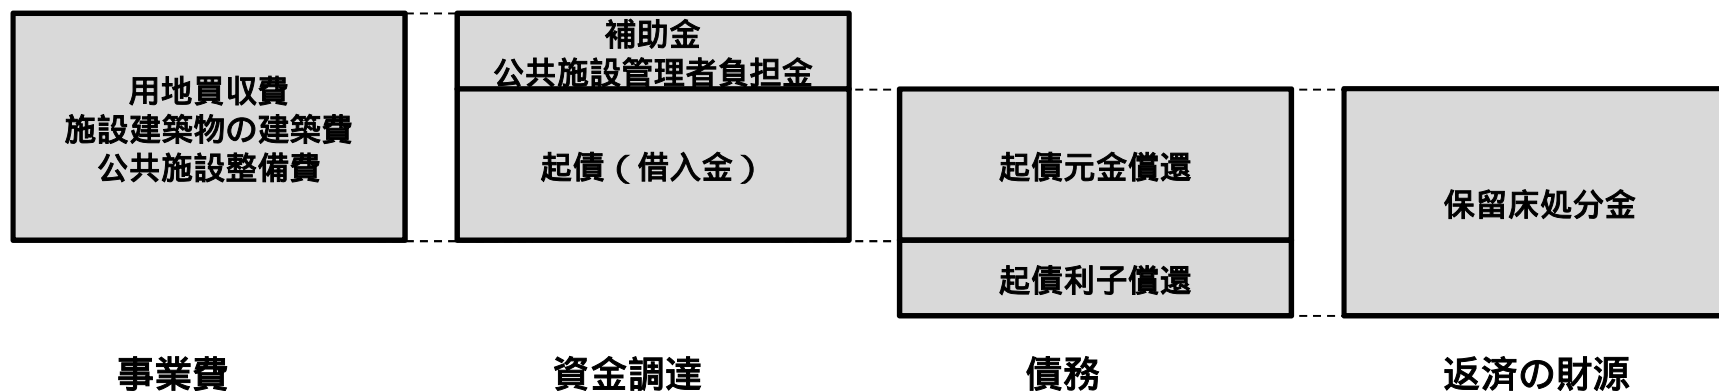 用地買収費
施設建築物の建築費
公共施設整備費
補助金
公共施設管理者負担金
起債（借入金）
起債元金償還
起債利子償還
保留床処分金
事業費
資金調達
債務
返済の財源